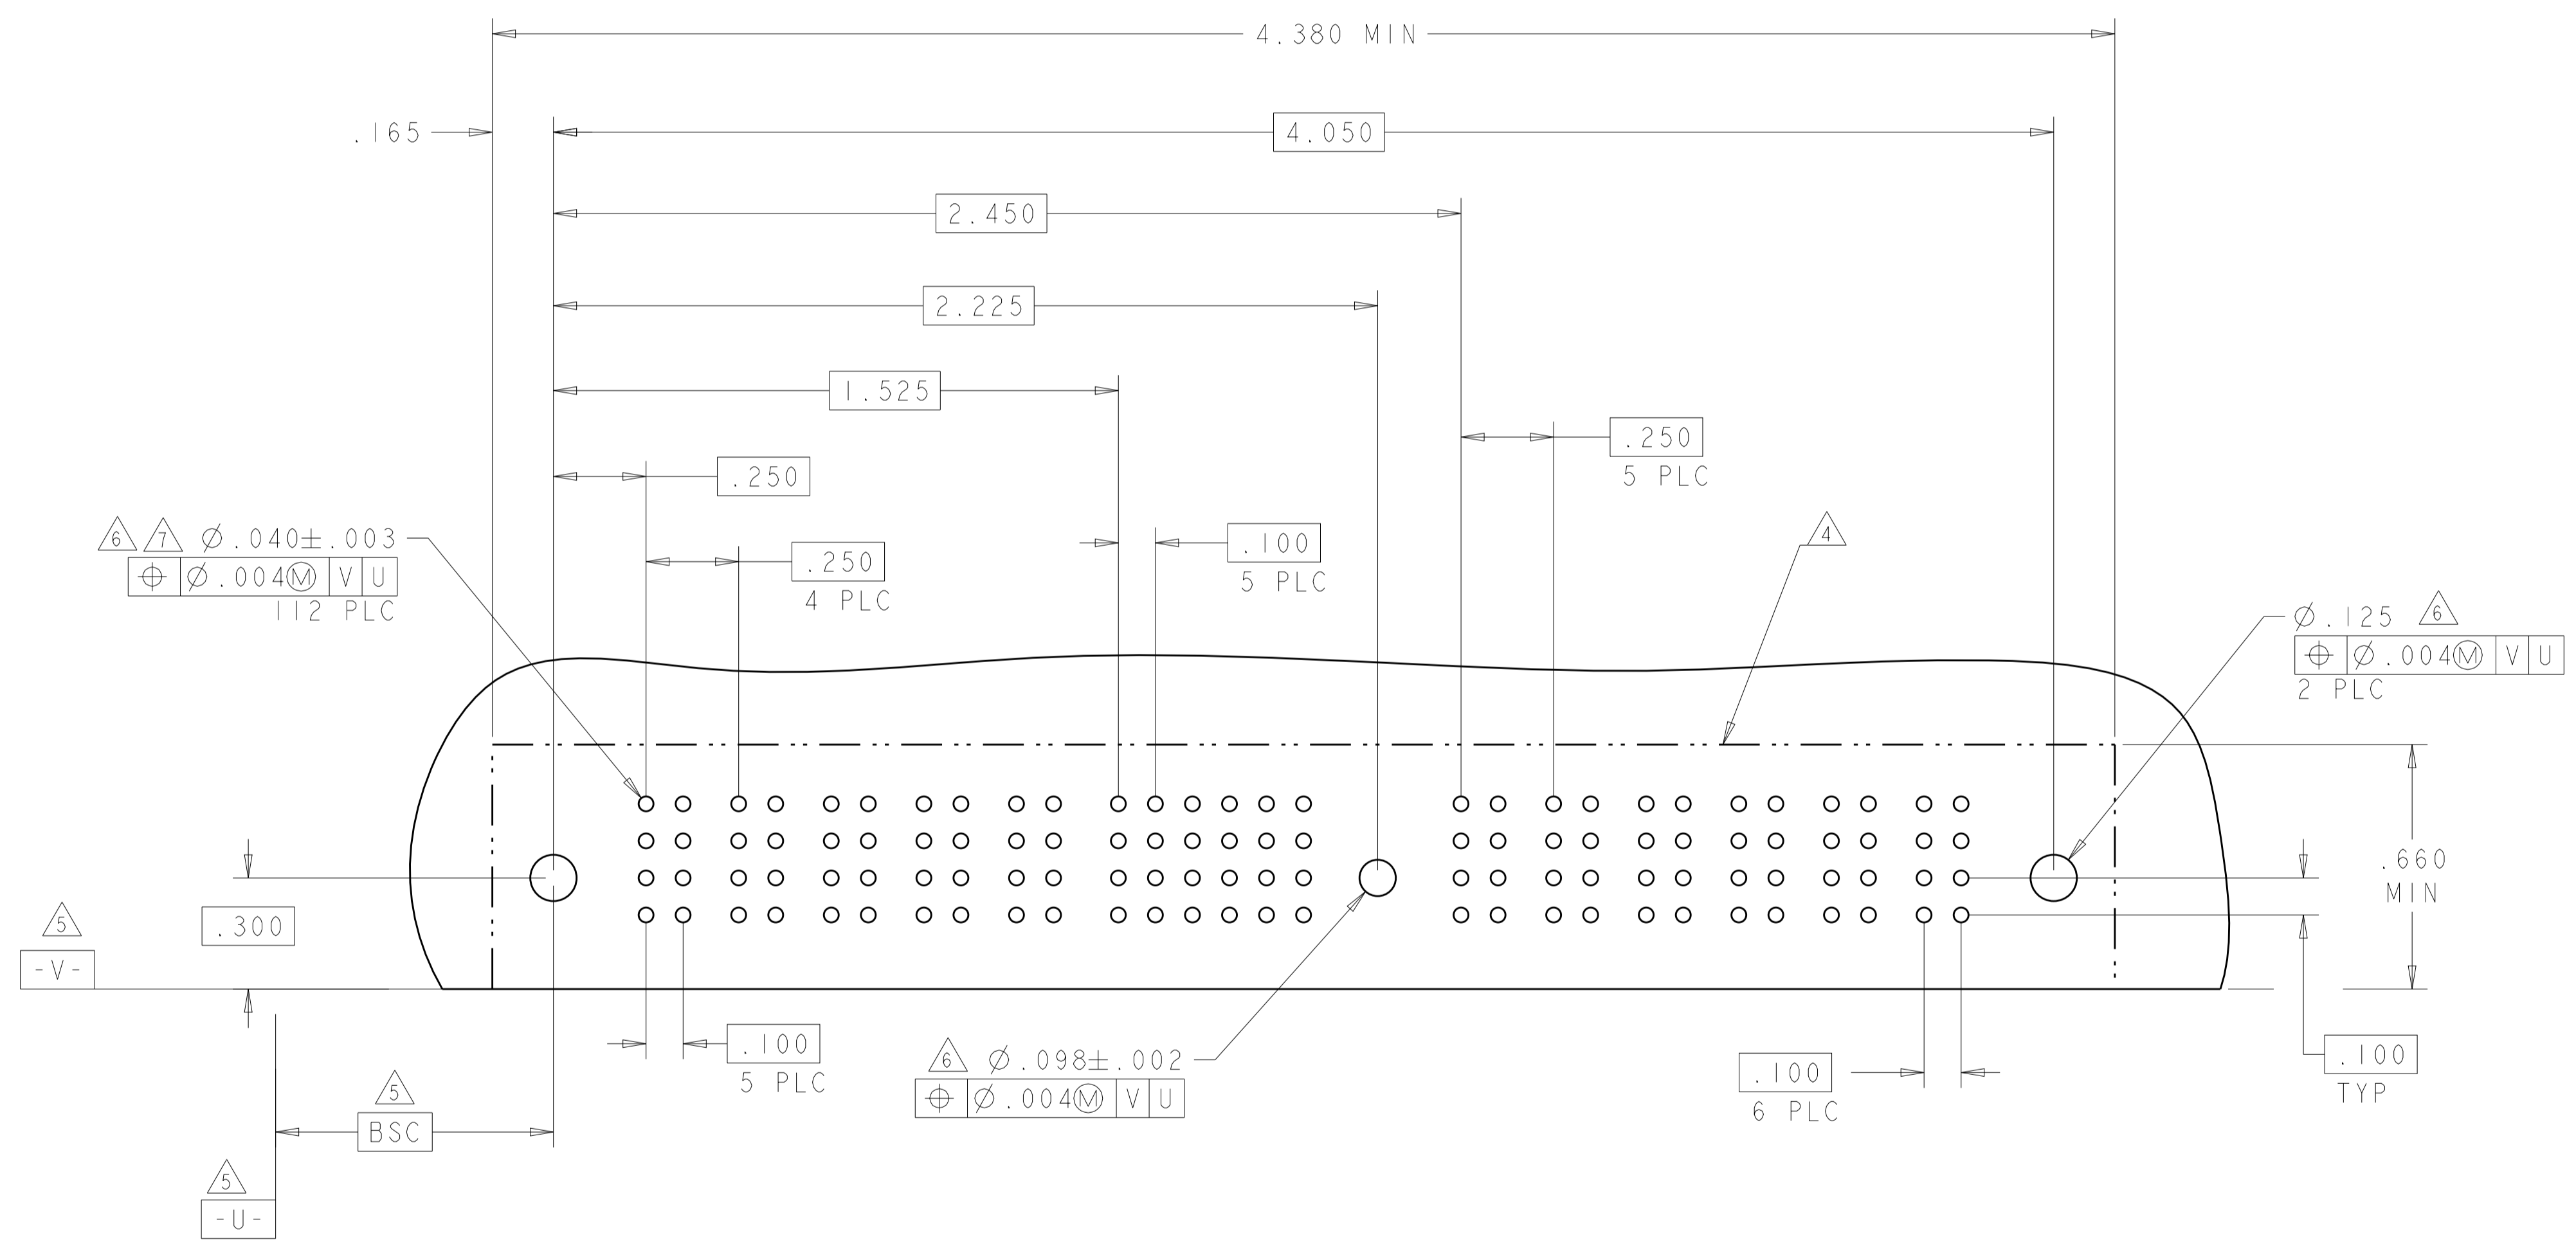 4.380 MIN
.165
4.050
2.450
2.225
1.525
.250
5 PLC
.250
6 7 Ø.040±.003
⌖ Ø.004Ⓜ V U
112 PLC
.250
4 PLC
.100
5 PLC
4
Ø.125 6
⌖ Ø.004Ⓜ V U
2 PLC
.660
MIN
5
-V-
.300
.100
5 PLC
6 Ø.098±.002
⌖ Ø.004Ⓜ V U
.100
6 PLC
.100
TYP
5
BSC
5
-U-